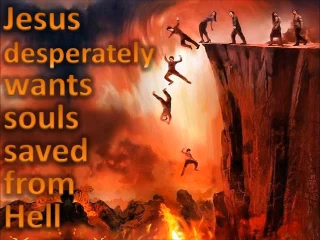 Jesus
desperately
wants
souls
saved
from
Hell